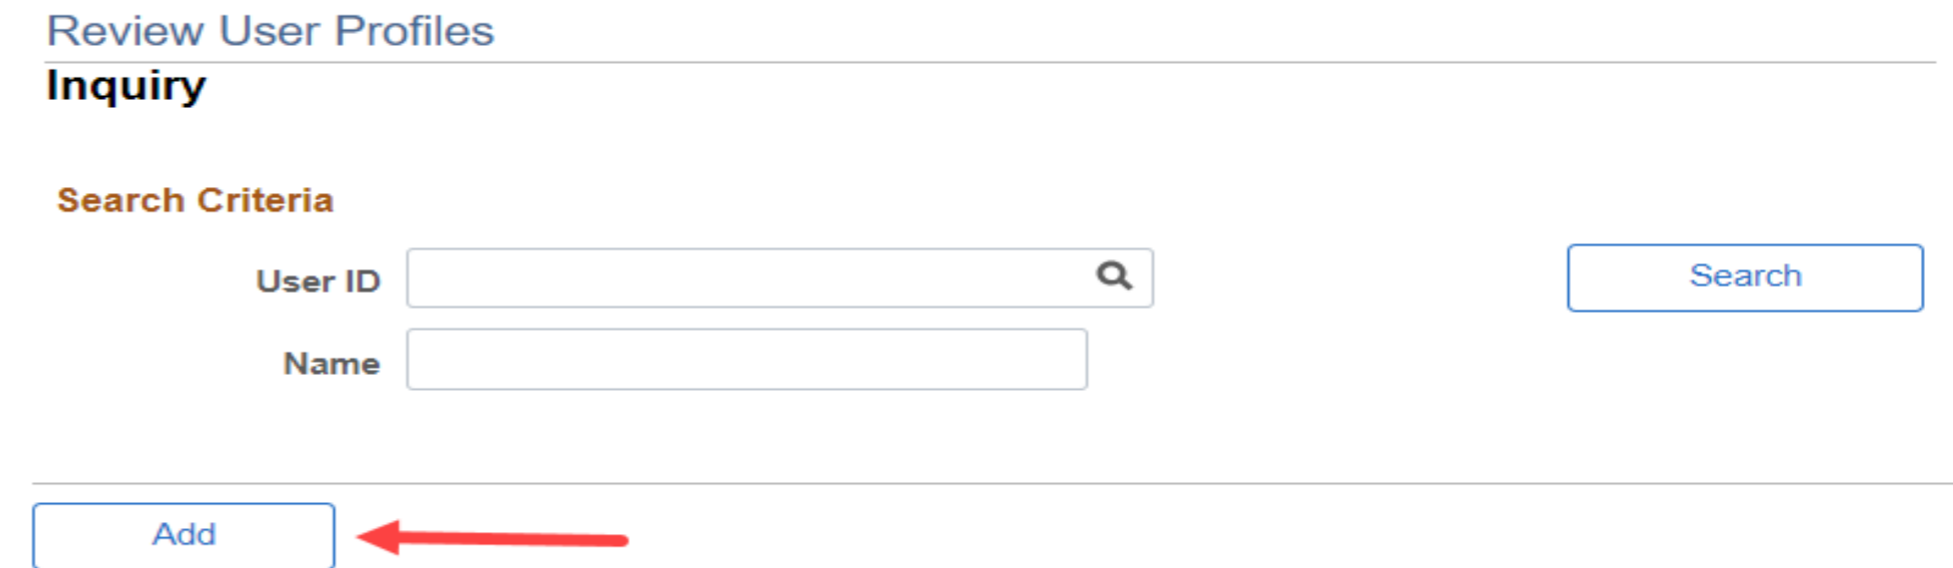 Review User Profiles
Inquiry
Search Criteria
User ID
Search
Name
Add